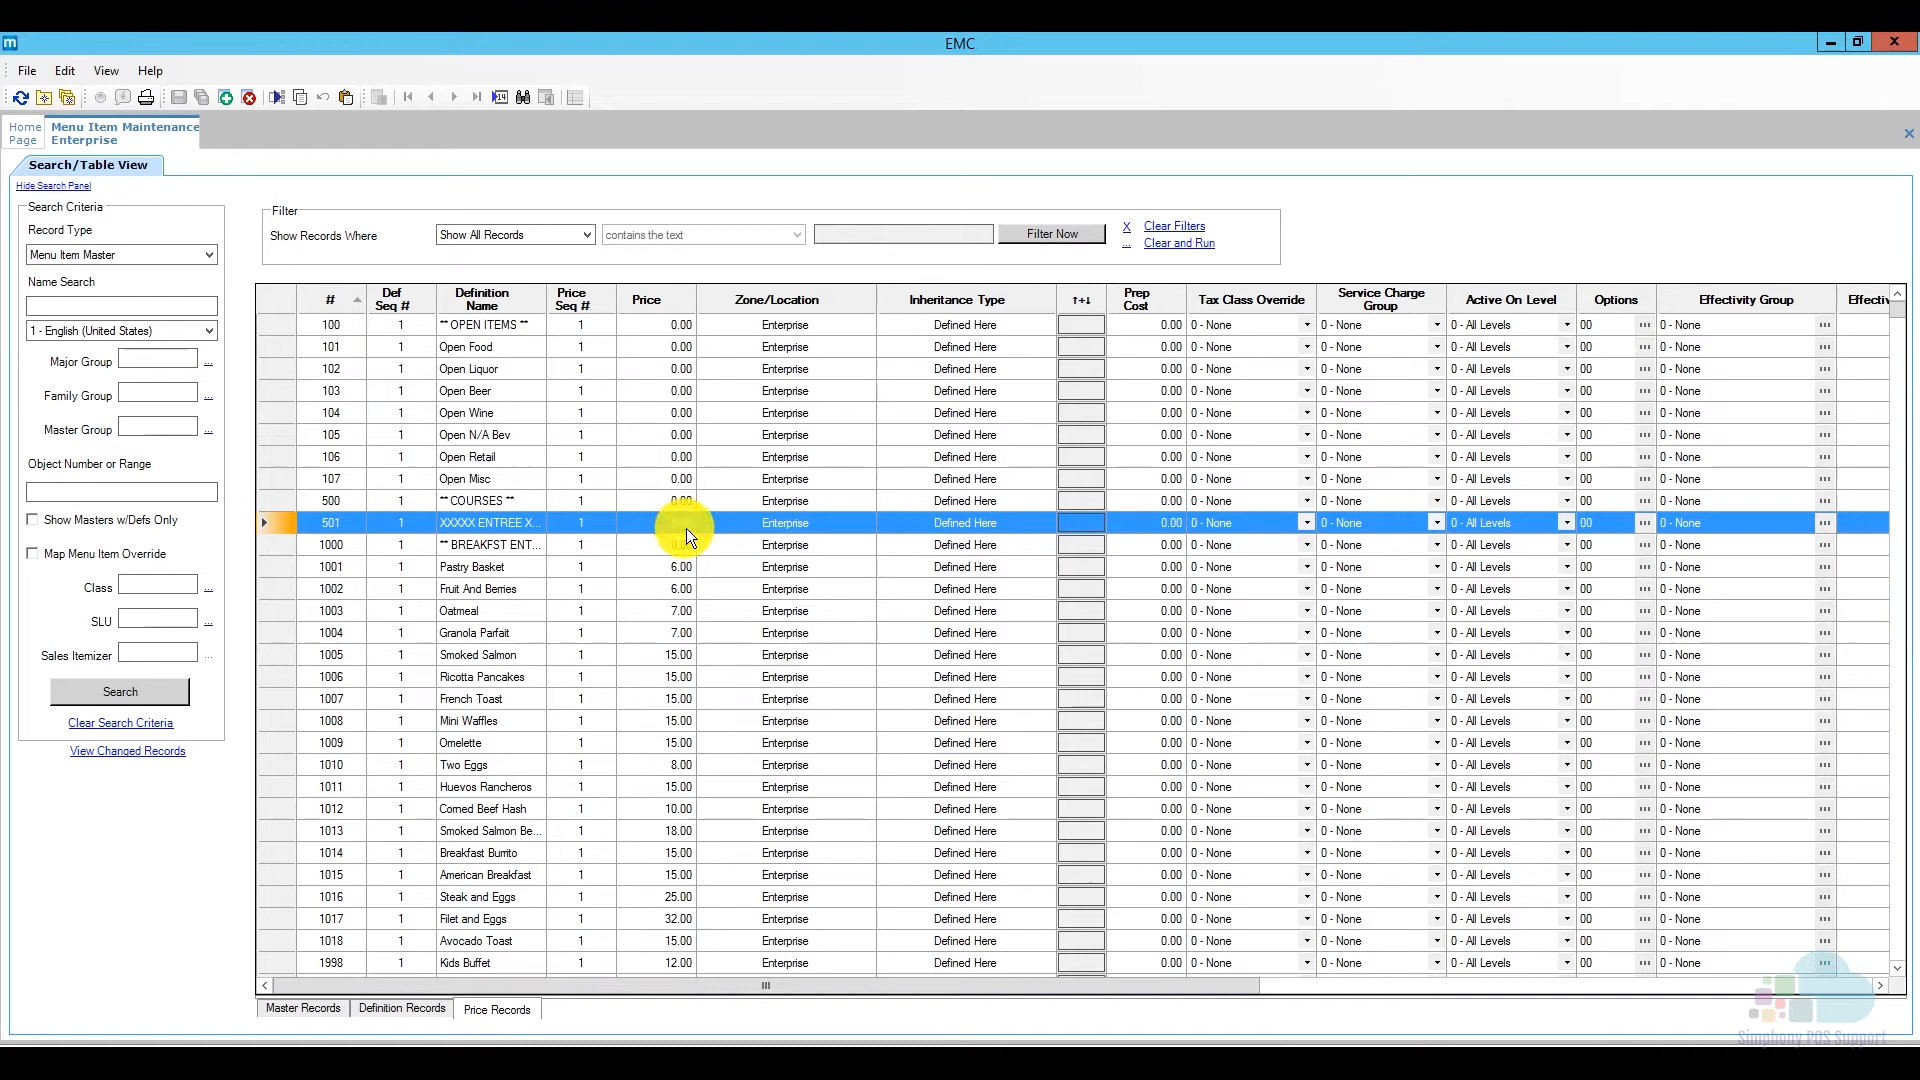 EMC
File Edit View Help
Home Page
Menu Item Maintenance
Enterprise
Search/Table View
Hide Search Panel
Search Criteria
Record Type
Menu Item Master
Name Search
1 - English (United States)
Major Group ...
Family Group ...
Master Group ...
Object Number or Range
Show Masters w/Defs Only
Map Menu Item Override
Class ...
SLU ...
Sales Itemizer ...
Search
Clear Search Criteria
View Changed Records
Filter
Show Records Where Show All Records contains the text Filter Now X Clear Filters
... Clear and Run
# Def Seq # Definition Name Price Seq # Price Zone/Location Inheritance Type ↑+↓ Prep Cost Tax Class Override Service Charge Group Active On Level Options Effectivity Group Effectiv
100 1 ** OPEN ITEMS ** 1 0.00 Enterprise Defined Here 0.00 0 - None 0 - None 0 - All Levels 00 0 - None
101 1 Open Food 1 0.00 Enterprise Defined Here 0.00 0 - None 0 - None 0 - All Levels 00 0 - None
102 1 Open Liquor 1 0.00 Enterprise Defined Here 0.00 0 - None 0 - None 0 - All Levels 00 0 - None
103 1 Open Beer 1 0.00 Enterprise Defined Here 0.00 0 - None 0 - None 0 - All Levels 00 0 - None
104 1 Open Wine 1 0.00 Enterprise Defined Here 0.00 0 - None 0 - None 0 - All Levels 00 0 - None
105 1 Open N/A Bev 1 0.00 Enterprise Defined Here 0.00 0 - None 0 - None 0 - All Levels 00 0 - None
106 1 Open Retail 1 0.00 Enterprise Defined Here 0.00 0 - None 0 - None 0 - All Levels 00 0 - None
107 1 Open Misc 1 0.00 Enterprise Defined Here 0.00 0 - None 0 - None 0 - All Levels 00 0 - None
500 1 ** COURSES ** 1 0.00 Enterprise Defined Here 0.00 0 - None 0 - None 0 - All Levels 00 0 - None
501 1 XXXXX ENTREE X... 1 Enterprise Defined Here 0.00 0 - None 0 - None 0 - All Levels 00 0 - None
1000 1 ** BREAKFST ENT... 1 Enterprise Defined Here 0.00 0 - None 0 - None 0 - All Levels 00 0 - None
1001 1 Pastry Basket 1 6.00 Enterprise Defined Here 0.00 0 - None 0 - None 0 - All Levels 00 0 - None
1002 1 Fruit And Berries 1 6.00 Enterprise Defined Here 0.00 0 - None 0 - None 0 - All Levels 00 0 - None
1003 1 Oatmeal 1 7.00 Enterprise Defined Here 0.00 0 - None 0 - None 0 - All Levels 00 0 - None
1004 1 Granola Parfait 1 7.00 Enterprise Defined Here 0.00 0 - None 0 - None 0 - All Levels 00 0 - None
1005 1 Smoked Salmon 1 15.00 Enterprise Defined Here 0.00 0 - None 0 - None 0 - All Levels 00 0 - None
1006 1 Ricotta Pancakes 1 15.00 Enterprise Defined Here 0.00 0 - None 0 - None 0 - All Levels 00 0 - None
1007 1 French Toast 1 15.00 Enterprise Defined Here 0.00 0 - None 0 - None 0 - All Levels 00 0 - None
1008 1 Mini Waffles 1 15.00 Enterprise Defined Here 0.00 0 - None 0 - None 0 - All Levels 00 0 - None
1009 1 Omelette 1 15.00 Enterprise Defined Here 0.00 0 - None 0 - None 0 - All Levels 00 0 - None
1010 1 Two Eggs 1 8.00 Enterprise Defined Here 0.00 0 - None 0 - None 0 - All Levels 00 0 - None
1011 1 Huevos Rancheros 1 15.00 Enterprise Defined Here 0.00 0 - None 0 - None 0 - All Levels 00 0 - None
1012 1 Corned Beef Hash 1 10.00 Enterprise Defined Here 0.00 0 - None 0 - None 0 - All Levels 00 0 - None
1013 1 Smoked Salmon Be... 1 18.00 Enterprise Defined Here 0.00 0 - None 0 - None 0 - All Levels 00 0 - None
1014 1 Breakfast Burrito 1 15.00 Enterprise Defined Here 0.00 0 - None 0 - None 0 - All Levels 00 0 - None
1015 1 American Breakfast 1 15.00 Enterprise Defined Here 0.00 0 - None 0 - None 0 - All Levels 00 0 - None
1016 1 Steak and Eggs 1 25.00 Enterprise Defined Here 0.00 0 - None 0 - None 0 - All Levels 00 0 - None
1017 1 Filet and Eggs 1 32.00 Enterprise Defined Here 0.00 0 - None 0 - None 0 - All Levels 00 0 - None
1018 1 Avocado Toast 1 15.00 Enterprise Defined Here 0.00 0 - None 0 - None 0 - All Levels 00 0 - None
1998 1 Kids Buffet 1 12.00 Enterprise Defined Here 0.00 0 - None 0 - None 0 - All Levels 00 0 - None
Master Records Definition Records Price Records
Simphony POS Support